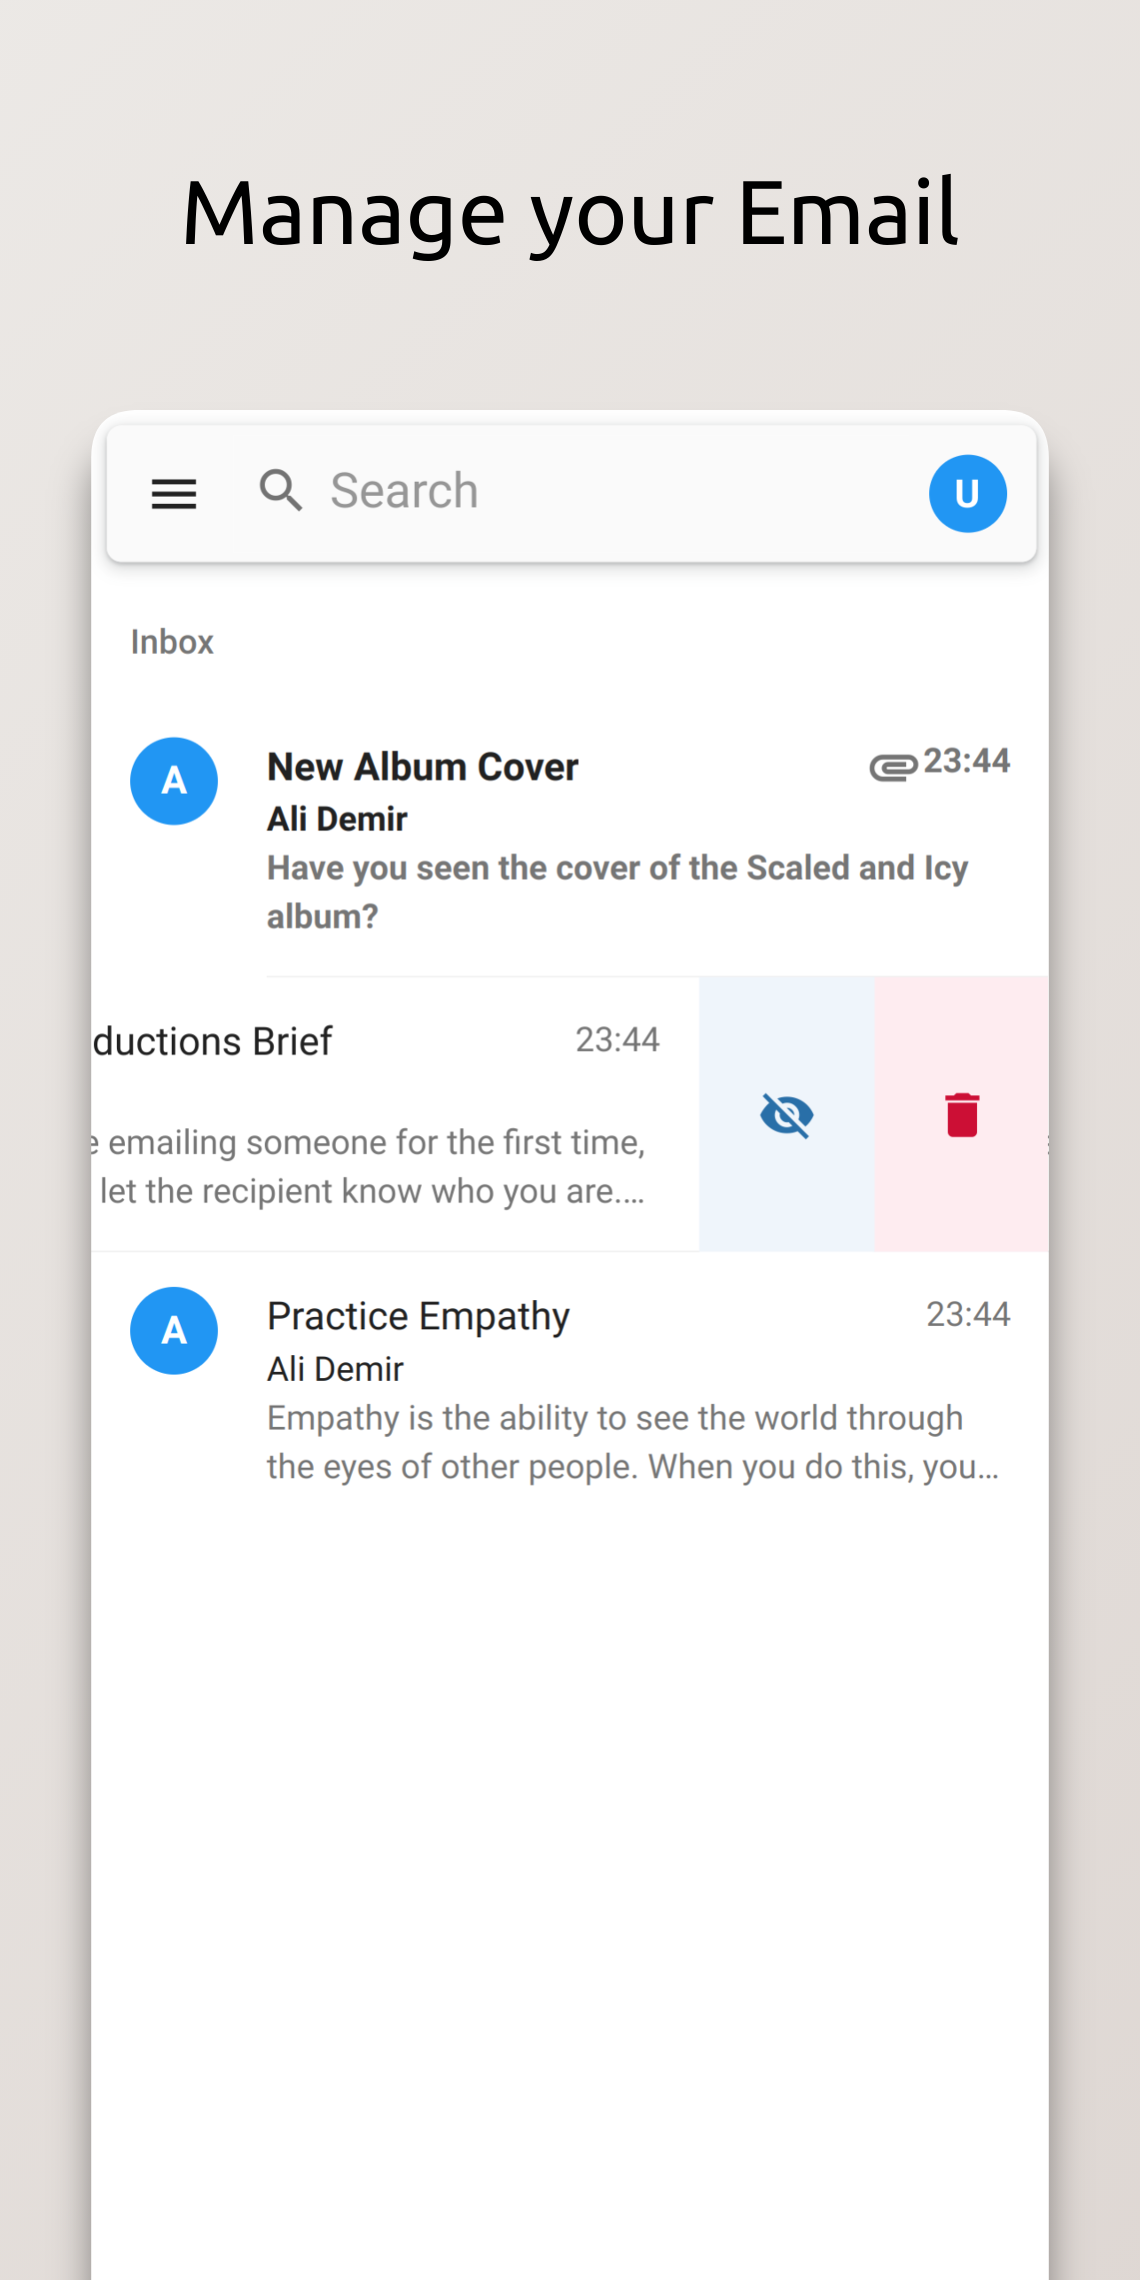 Manage your Email
Search
U
Inbox
A
New Album Cover
23:44
Ali Demir
Have you seen the cover of the Scaled and Icy
album?
ductions Brief
23:44
emailing someone for the first time,
let the recipient know who you are....
A
Practice Empathy
23:44
Ali Demir
Empathy is the ability to see the world through
the eyes of other people. When you do this, you...